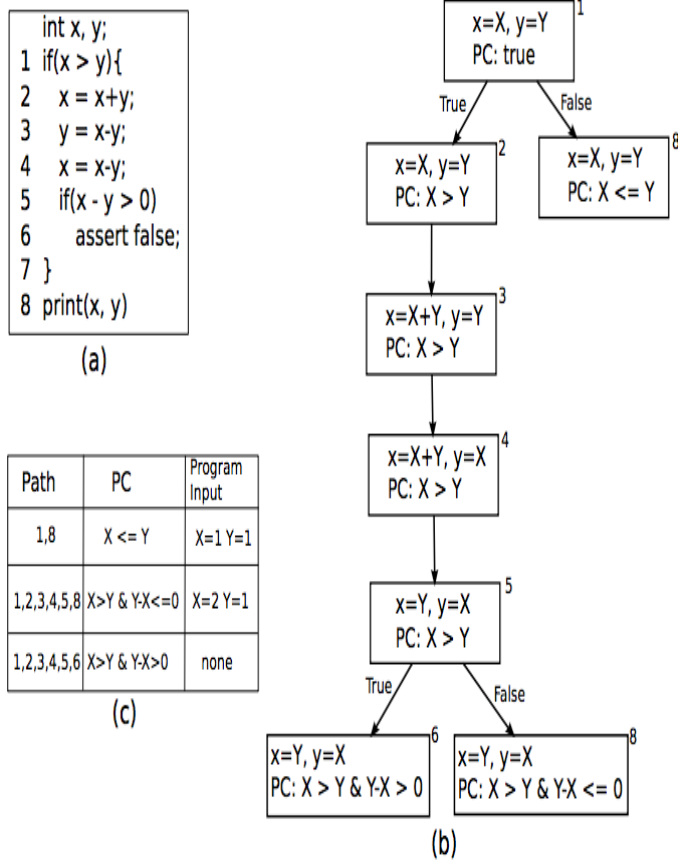 int x, y;
1 if(x > y){
2 x = x+y;
3 y = x-y;
4 x = x-y;
5 if(x - y > 0)
6 assert false;
7 }
8 print(x, y)
(a)
Path PC Program Input
1,8 X <= Y X=1 Y=1
1,2,3,4,5,8 X>Y & Y-X<=0 X=2 Y=1
1,2,3,4,5,6 X>Y & Y-X>0 none
(c)
1
x=X, y=Y
PC: true
True False
2
x=X, y=Y
PC: X > Y
8
x=X, y=Y
PC: X <= Y
3
x=X+Y, y=Y
PC: X > Y
4
x=X+Y, y=X
PC: X > Y
5
x=Y, y=X
PC: X > Y
True False
6
x=Y, y=X
PC: X > Y & Y-X > 0
8
x=Y, y=X
PC: X > Y & Y-X <= 0
(b)